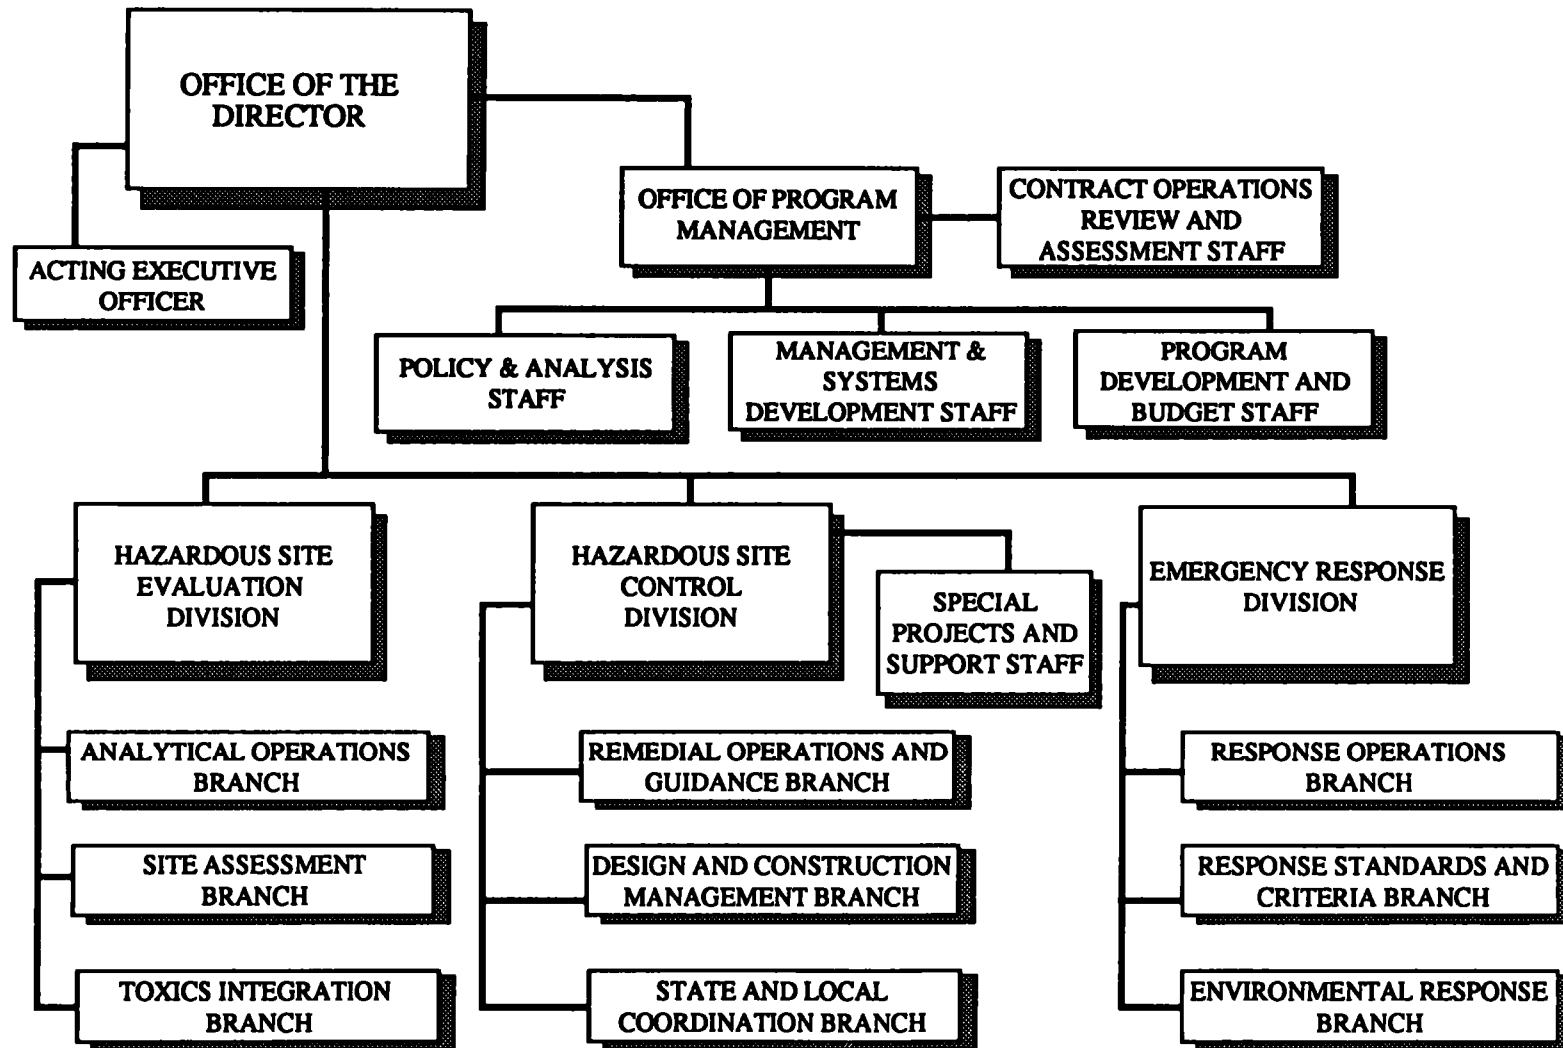 OFFICE OF THE
DIRECTOR
OFFICE OF PROGRAM
MANAGEMENT
CONTRACT OPERATIONS
REVIEW AND
ASSESSMENT STAFF
ACTING EXECUTIVE
OFFICER
POLICY & ANALYSIS
STAFF
MANAGEMENT &
SYSTEMS
DEVELOPMENT STAFF
PROGRAM
DEVELOPMENT AND
BUDGET STAFF
HAZARDOUS SITE
EVALUATION
DIVISION
HAZARDOUS SITE
CONTROL
DIVISION
SPECIAL
PROJECTS AND
SUPPORT STAFF
EMERGENCY RESPONSE
DIVISION
ANALYTICAL OPERATIONS
BRANCH
REMEDIAL OPERATIONS AND
GUIDANCE BRANCH
RESPONSE OPERATIONS
BRANCH
SITE ASSESSMENT
BRANCH
DESIGN AND CONSTRUCTION
MANAGEMENT BRANCH
RESPONSE STANDARDS AND
CRITERIA BRANCH
TOXICS INTEGRATION
BRANCH
STATE AND LOCAL
COORDINATION BRANCH
ENVIRONMENTAL RESPONSE
BRANCH